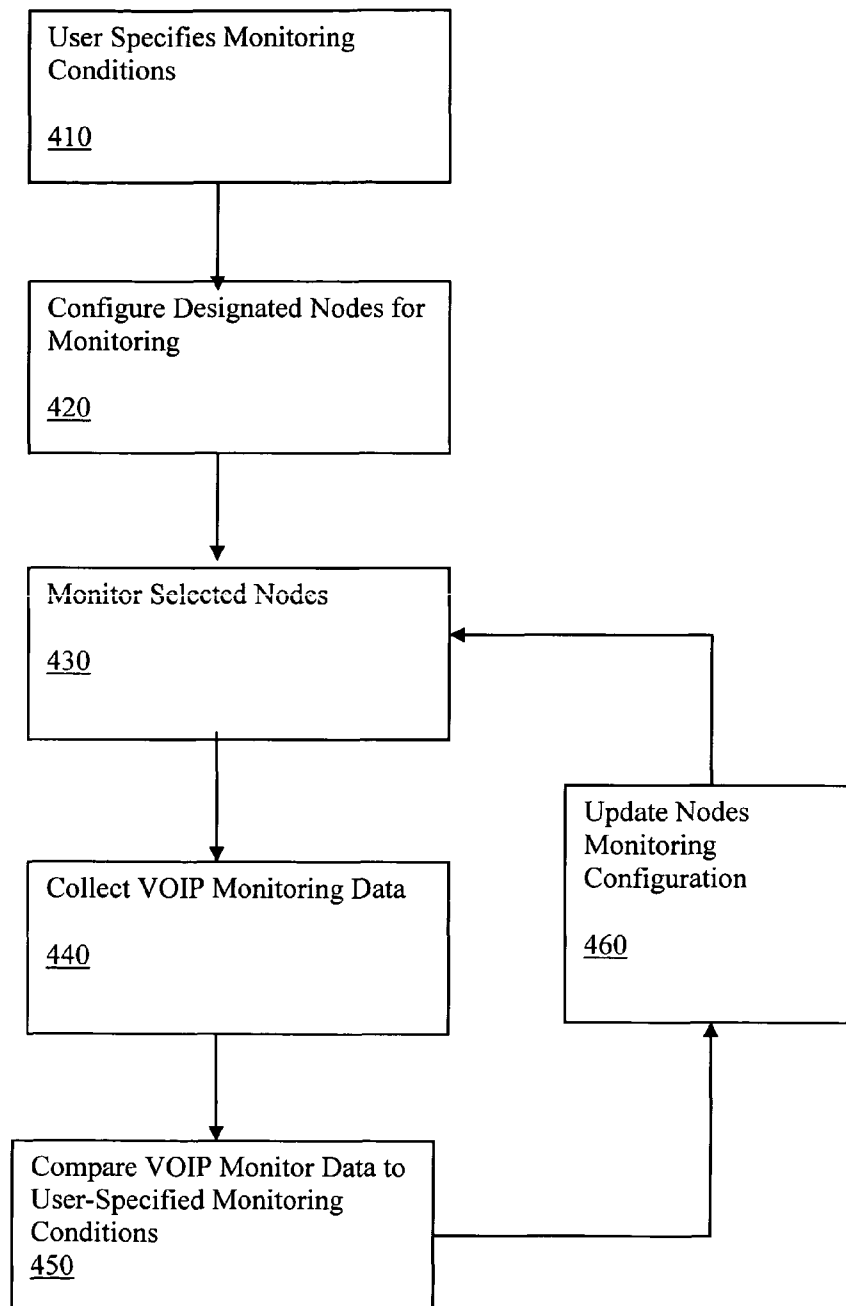 User Specifies Monitoring
Conditions
410
Configure Designated Nodes for
Monitoring
420
Monitor Selected Nodes
430
Collect VOIP Monitoring Data
440
Update Nodes
Monitoring
Configuration
460
Compare VOIP Monitor Data to
User-Specified Monitoring
Conditions
450